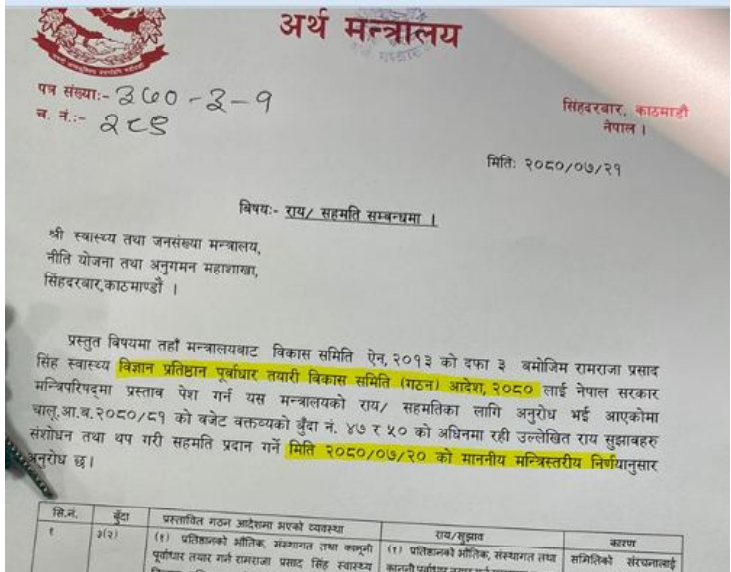 अर्थ मन्त्रालय
पत्र संख्याः- ३६०-३-१
च. नं.ः- २८९
सिंहदरबार, काठमाडौं
नेपाल ।
मितिः २०८०/०७/२१
विषयः- राय/ सहमति सम्बन्धमा ।
श्री स्वास्थ्य तथा जनसंख्या मन्त्रालय,
नीति योजना तथा अनुगमन महाशाखा,
सिंहदरबार,काठमाण्डौं ।
प्रस्तुत विषयमा तहाँ मन्त्रालयबाट विकास समिति ऐन, २०१३ को दफा ३ बमोजिम रामराजा प्रसाद
सिंह स्वास्थ्य विज्ञान प्रतिष्ठान पूर्वाधार तयारी विकास समिति (गठन) आदेश, २०८० लाई नेपाल सरकार
मन्त्रिपरिषद्‌मा प्रस्ताव पेश गर्न यस मन्त्रालयको राय/ सहमतिका लागि अनुरोध भई आएकोमा
चालू.आ.ब.२०८०/८१ को बजेट वक्तव्यको बुँदा नं. ४७ र ५० को अधिनमा रही उल्लेखित राय सुझावहरु
संशोधन तथा थप गरी सहमति प्रदान गर्ने मिति २०८०/०७/२० को माननीय मन्त्रिस्तरीय निर्णयानुसार
अनुरोध छ।
सि.नं. बुँदा प्रस्तावित गठन आदेशमा भएको व्यवस्था राय/सुझाव कारण
१ ३(२) (१) प्रतिष्ठानको भौतिक, संस्थागत तथा कानूनी (१) प्रतिष्ठानको भौतिक, संस्थागत तथा समितिको संरचनालाई
पूर्वाधार तयार गर्न रामराजा प्रसाद सिंह स्वास्थ्य